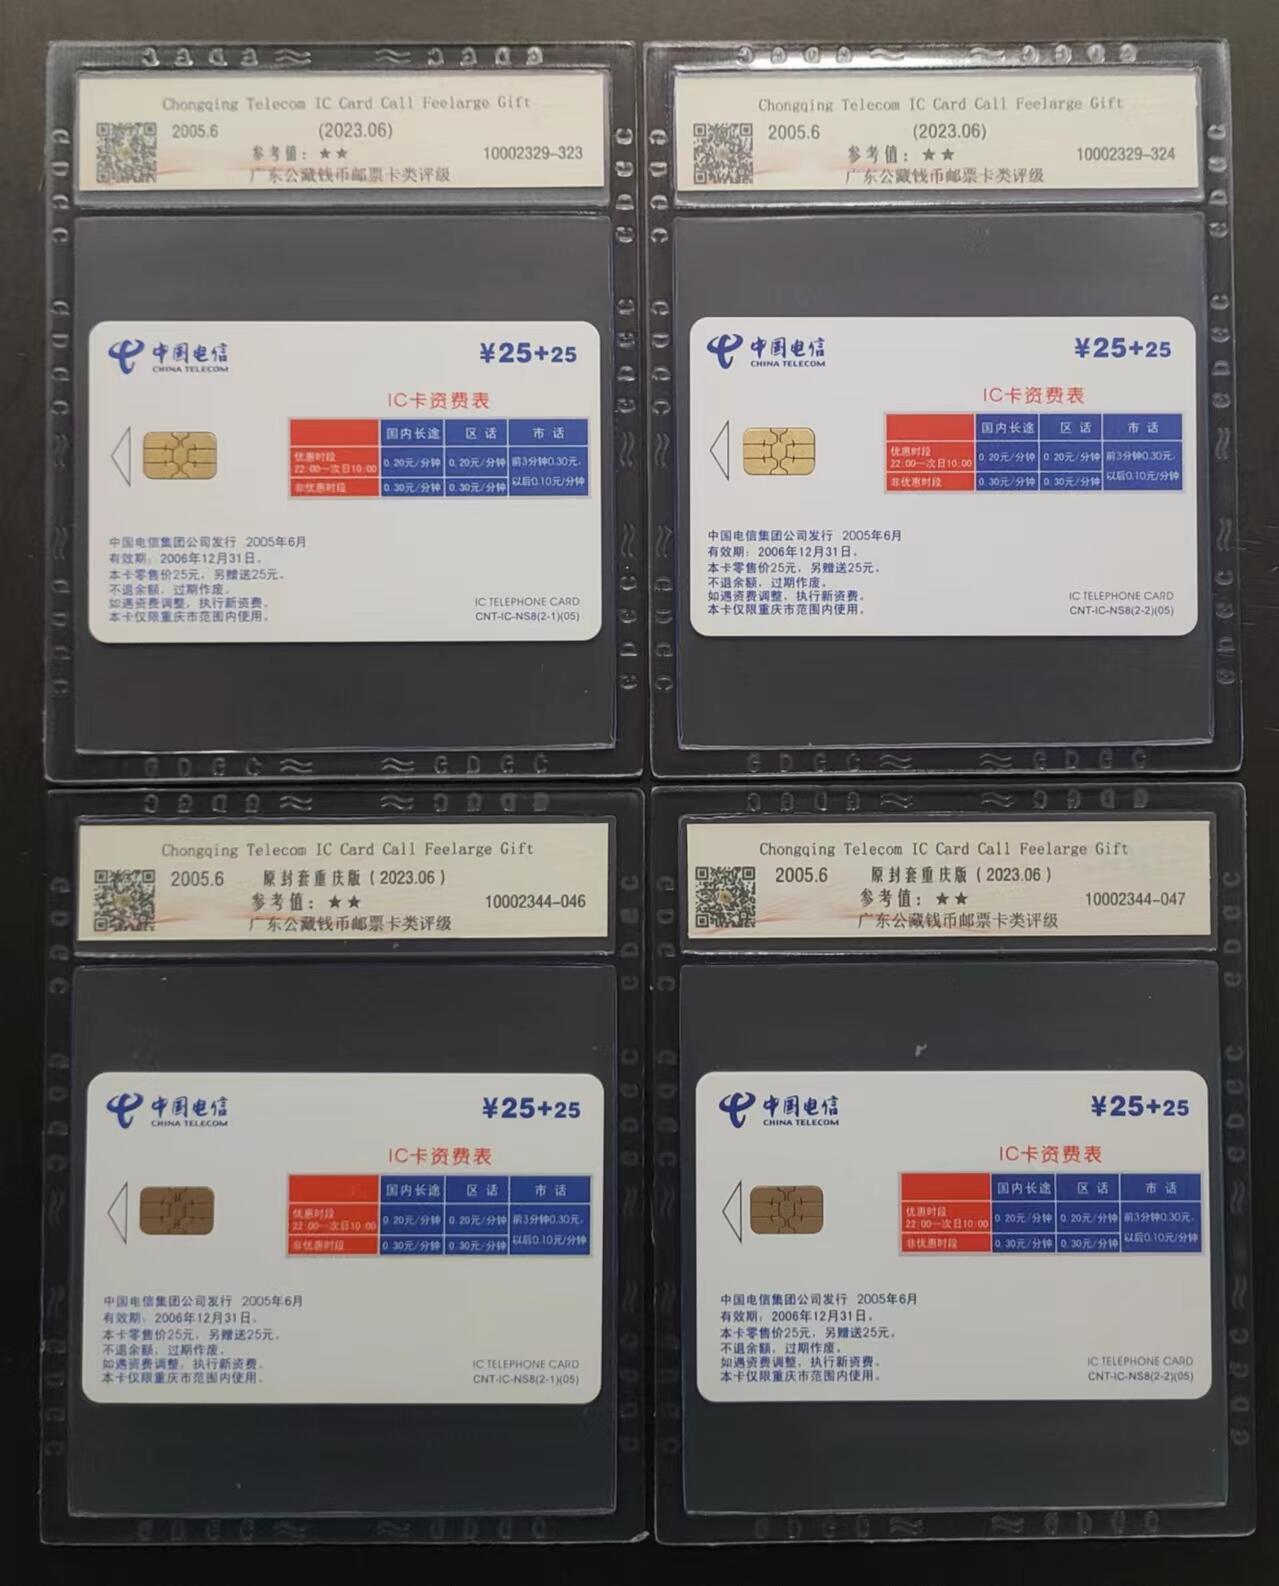 GDGC GDGC
Chongqing Telecom IC Card Call Feelarge Gift
2005.6 (2023.06)
参考值：★★ 10002329-323
广东公藏钱币邮票卡类评级
中国电信 ¥25+25
CHINA TELECOM
IC卡资费表
国内长途 区 话 市 话
优惠时段
22:00—次日10:00 0.20元/分钟 0.20元/分钟 前3分钟0.30元，
非优惠时段 0.30元/分钟 0.30元/分钟 以后0.10元/分钟
中国电信集团公司发行 2005年6月
有效期：2006年12月31日。
本卡零售价25元，另赠送25元。
不退余额，过期作废。
如遇资费调整，执行新资费。
本卡仅限重庆市范围内使用。
IC TELEPHONE CARD
CNT-IC-NS8(2-1)(05)
GDGC GDGC
Chongqing Telecom IC Card Call Feelarge Gift
2005.6 (2023.06)
参考值：★★ 10002329-324
广东公藏钱币邮票卡类评级
中国电信 ¥25+25
CHINA TELECOM
IC卡资费表
国内长途 区 话 市 话
优惠时段
22:00—次日10:00 0.20元/分钟 0.20元/分钟 前3分钟0.30元，
非优惠时段 0.30元/分钟 0.30元/分钟 以后0.10元/分钟
中国电信集团公司发行 2005年6月
有效期：2006年12月31日。
本卡零售价25元，另赠送25元。
不退余额，过期作废。
如遇资费调整，执行新资费。
本卡仅限重庆市范围内使用。
IC TELEPHONE CARD
CNT-IC-NS8(2-2)(05)
GDGC GDGC
Chongqing Telecom IC Card Call Feelarge Gift
2005.6 原封套重庆版（2023.06）
参考值：★★ 10002344-046
广东公藏钱币邮票卡类评级
中国电信 ¥25+25
CHINA TELECOM
IC卡资费表
国内长途 区 话 市 话
优惠时段
22:00—次日10:00 0.20元/分钟 0.20元/分钟 前3分钟0.30元，
非优惠时段 0.30元/分钟 0.30元/分钟 以后0.10元/分钟
中国电信集团公司发行 2005年6月
有效期：2006年12月31日。
本卡零售价25元，另赠送25元。
不退余额，过期作废。
如遇资费调整，执行新资费。
本卡仅限重庆市范围内使用。
IC TELEPHONE CARD
CNT-IC-NS8(2-1)(05)
GDGC GDGC
Chongqing Telecom IC Card Call Feelarge Gift
2005.6 原封套重庆版（2023.06）
参考值：★★ 10002344-047
广东公藏钱币邮票卡类评级
中国电信 ¥25+25
CHINA TELECOM
IC卡资费表
国内长途 区 话 市 话
优惠时段
22:00—次日10:00 0.20元/分钟 0.20元/分钟 前3分钟0.30元，
非优惠时段 0.30元/分钟 0.30元/分钟 以后0.10元/分钟
中国电信集团公司发行 2005年6月
有效期：2006年12月31日。
本卡零售价25元，另赠送25元。
不退余额，过期作废。
如遇资费调整，执行新资费。
本卡仅限重庆市范围内使用。
IC TELEPHONE CARD
CNT-IC-NS8(2-2)(05)